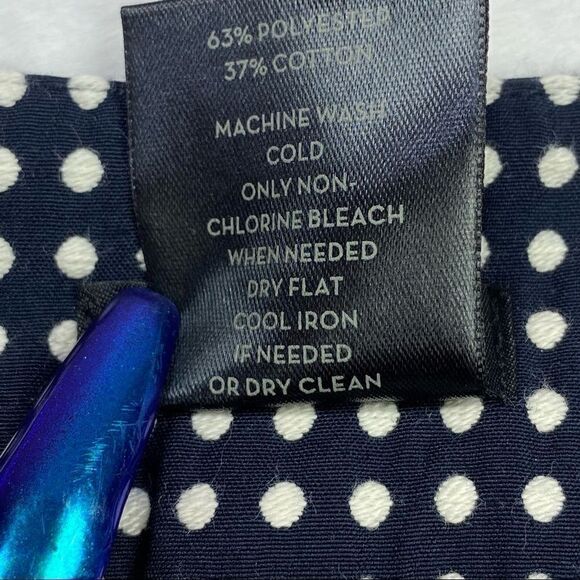 63% POLYESTER
37% COTTON
MACHINE WASH
COLD
ONLY NON-
CHLORINE BLEACH
WHEN NEEDED
DRY FLAT
COOL IRON
IF NEEDED
OR DRY CLEAN